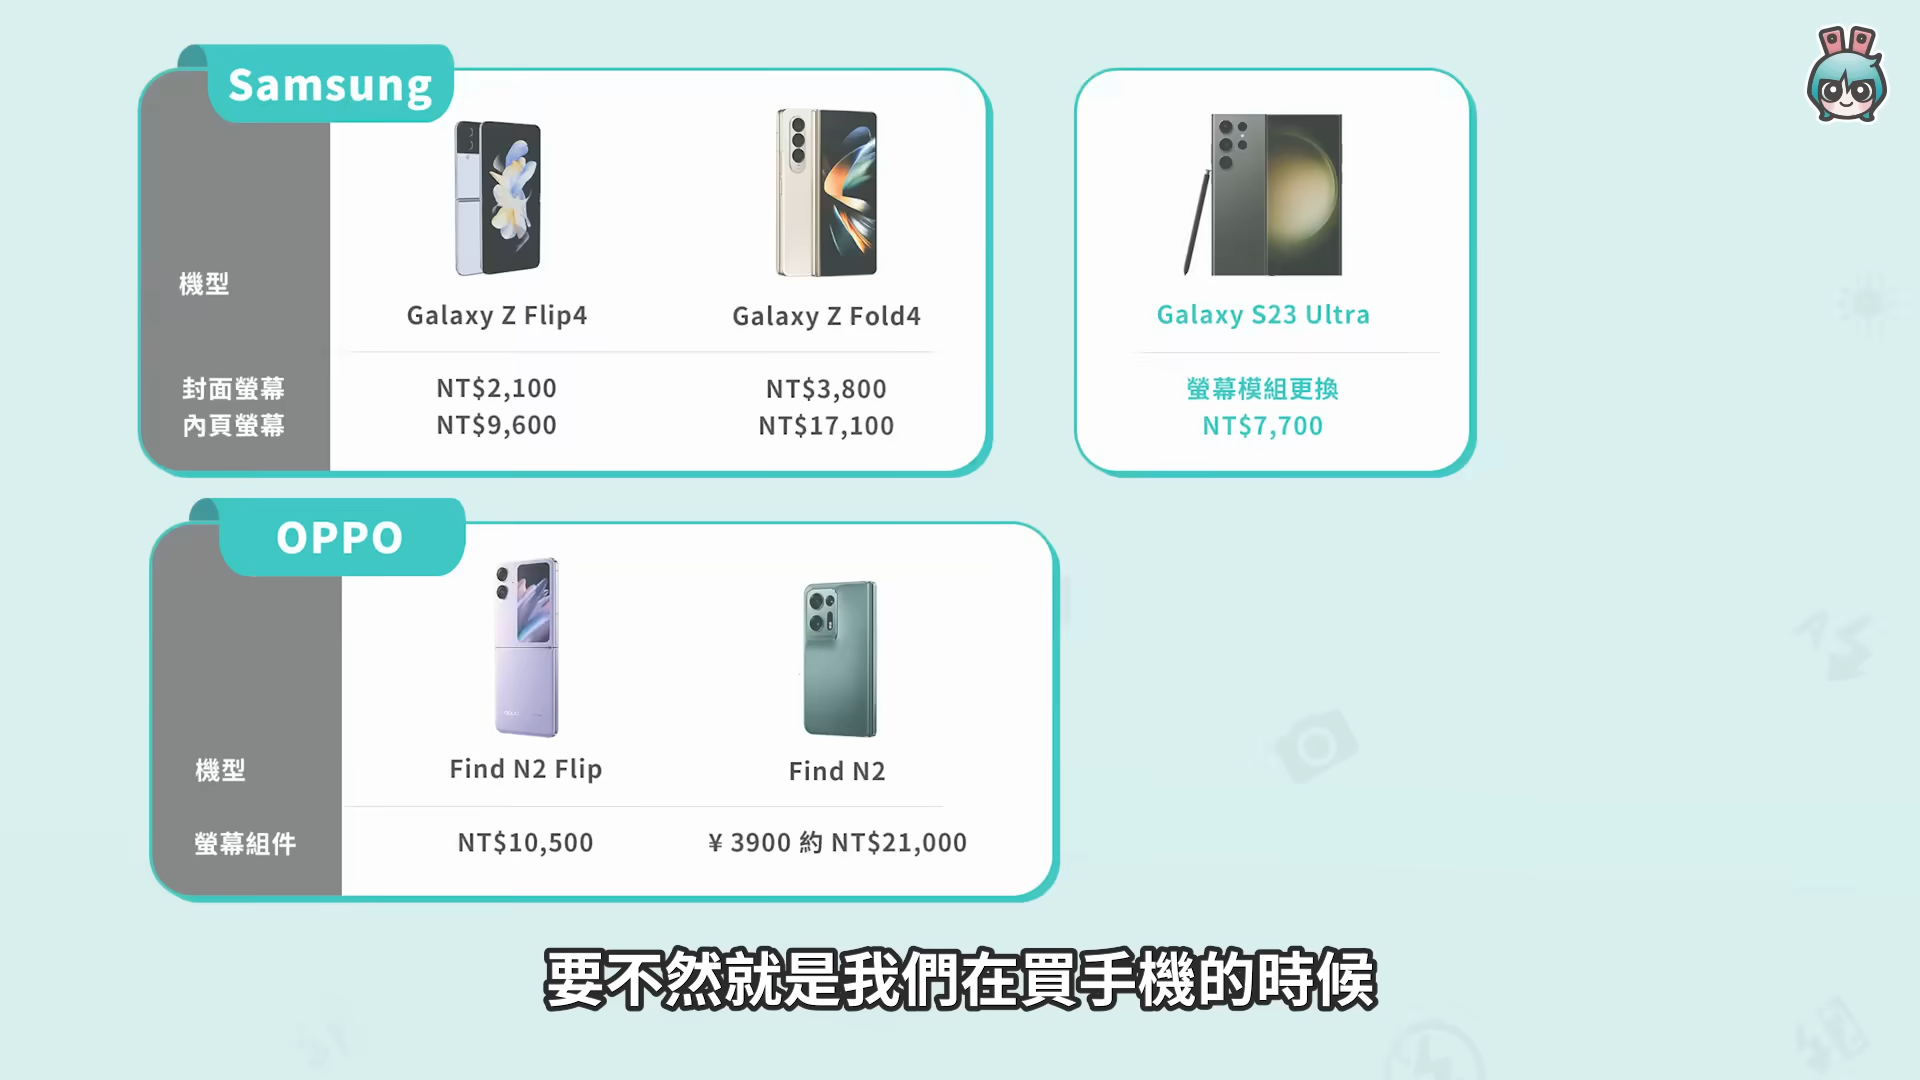 Samsung
機型
Galaxy Z Flip4
Galaxy Z Fold4
封面螢幕
NT$2,100
NT$3,800
內頁螢幕
NT$9,600
NT$17,100
Galaxy S23 Ultra
螢幕模組更換
NT$7,700
OPPO
機型
Find N2 Flip
Find N2
螢幕組件
NT$10,500
¥ 3900 約 NT$21,000
要不然就是我們在買手機的時候